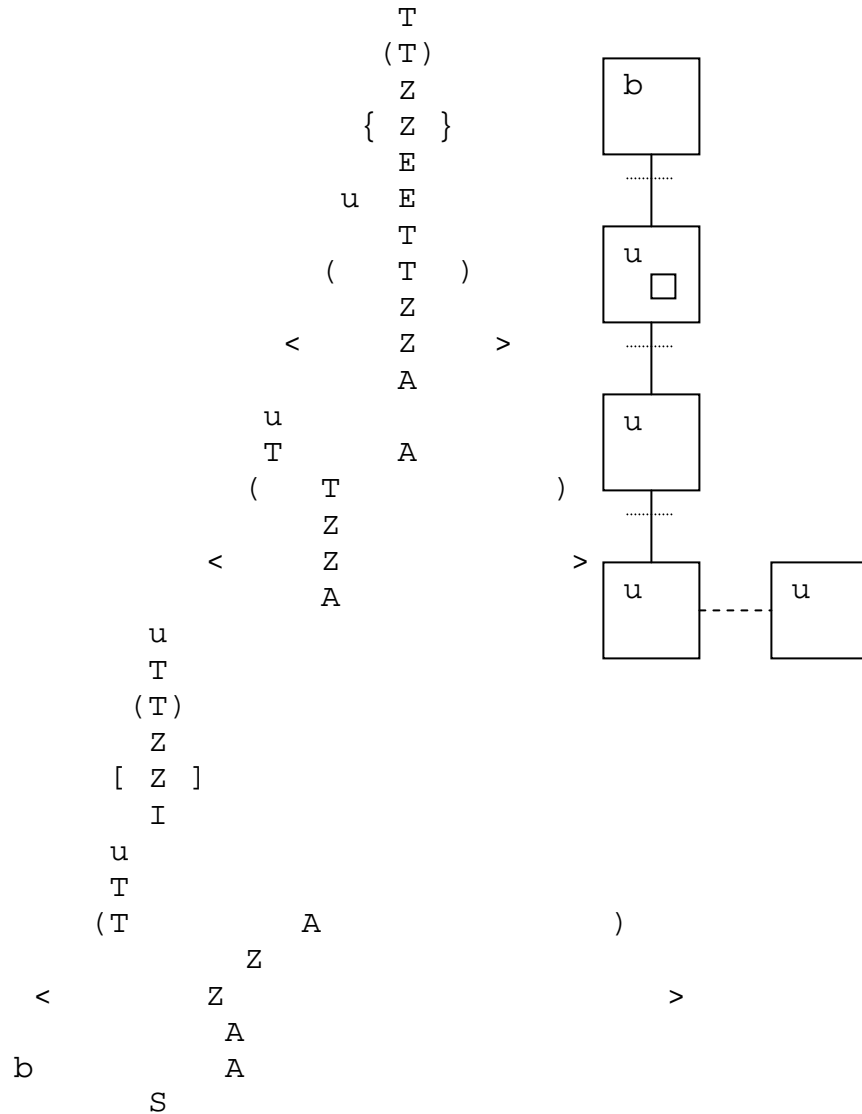 T
(T)
Z
{ Z }
E
u E
T
( T )
Z
< Z >
A
u
T A
( T )
Z
< Z >
A
u
T
(T)
Z
[ Z ]
I
u
T
(T A )
Z
< Z >
A
b A
S
b
u
u
u u